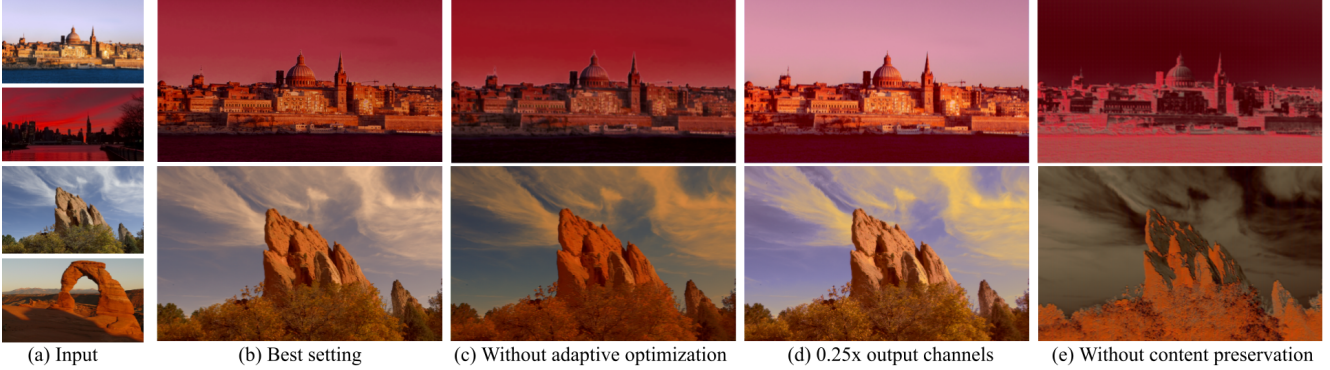 (a) Input
(b) Best setting
(c) Without adaptive optimization
(d) 0.25x output channels
(e) Without content preservation